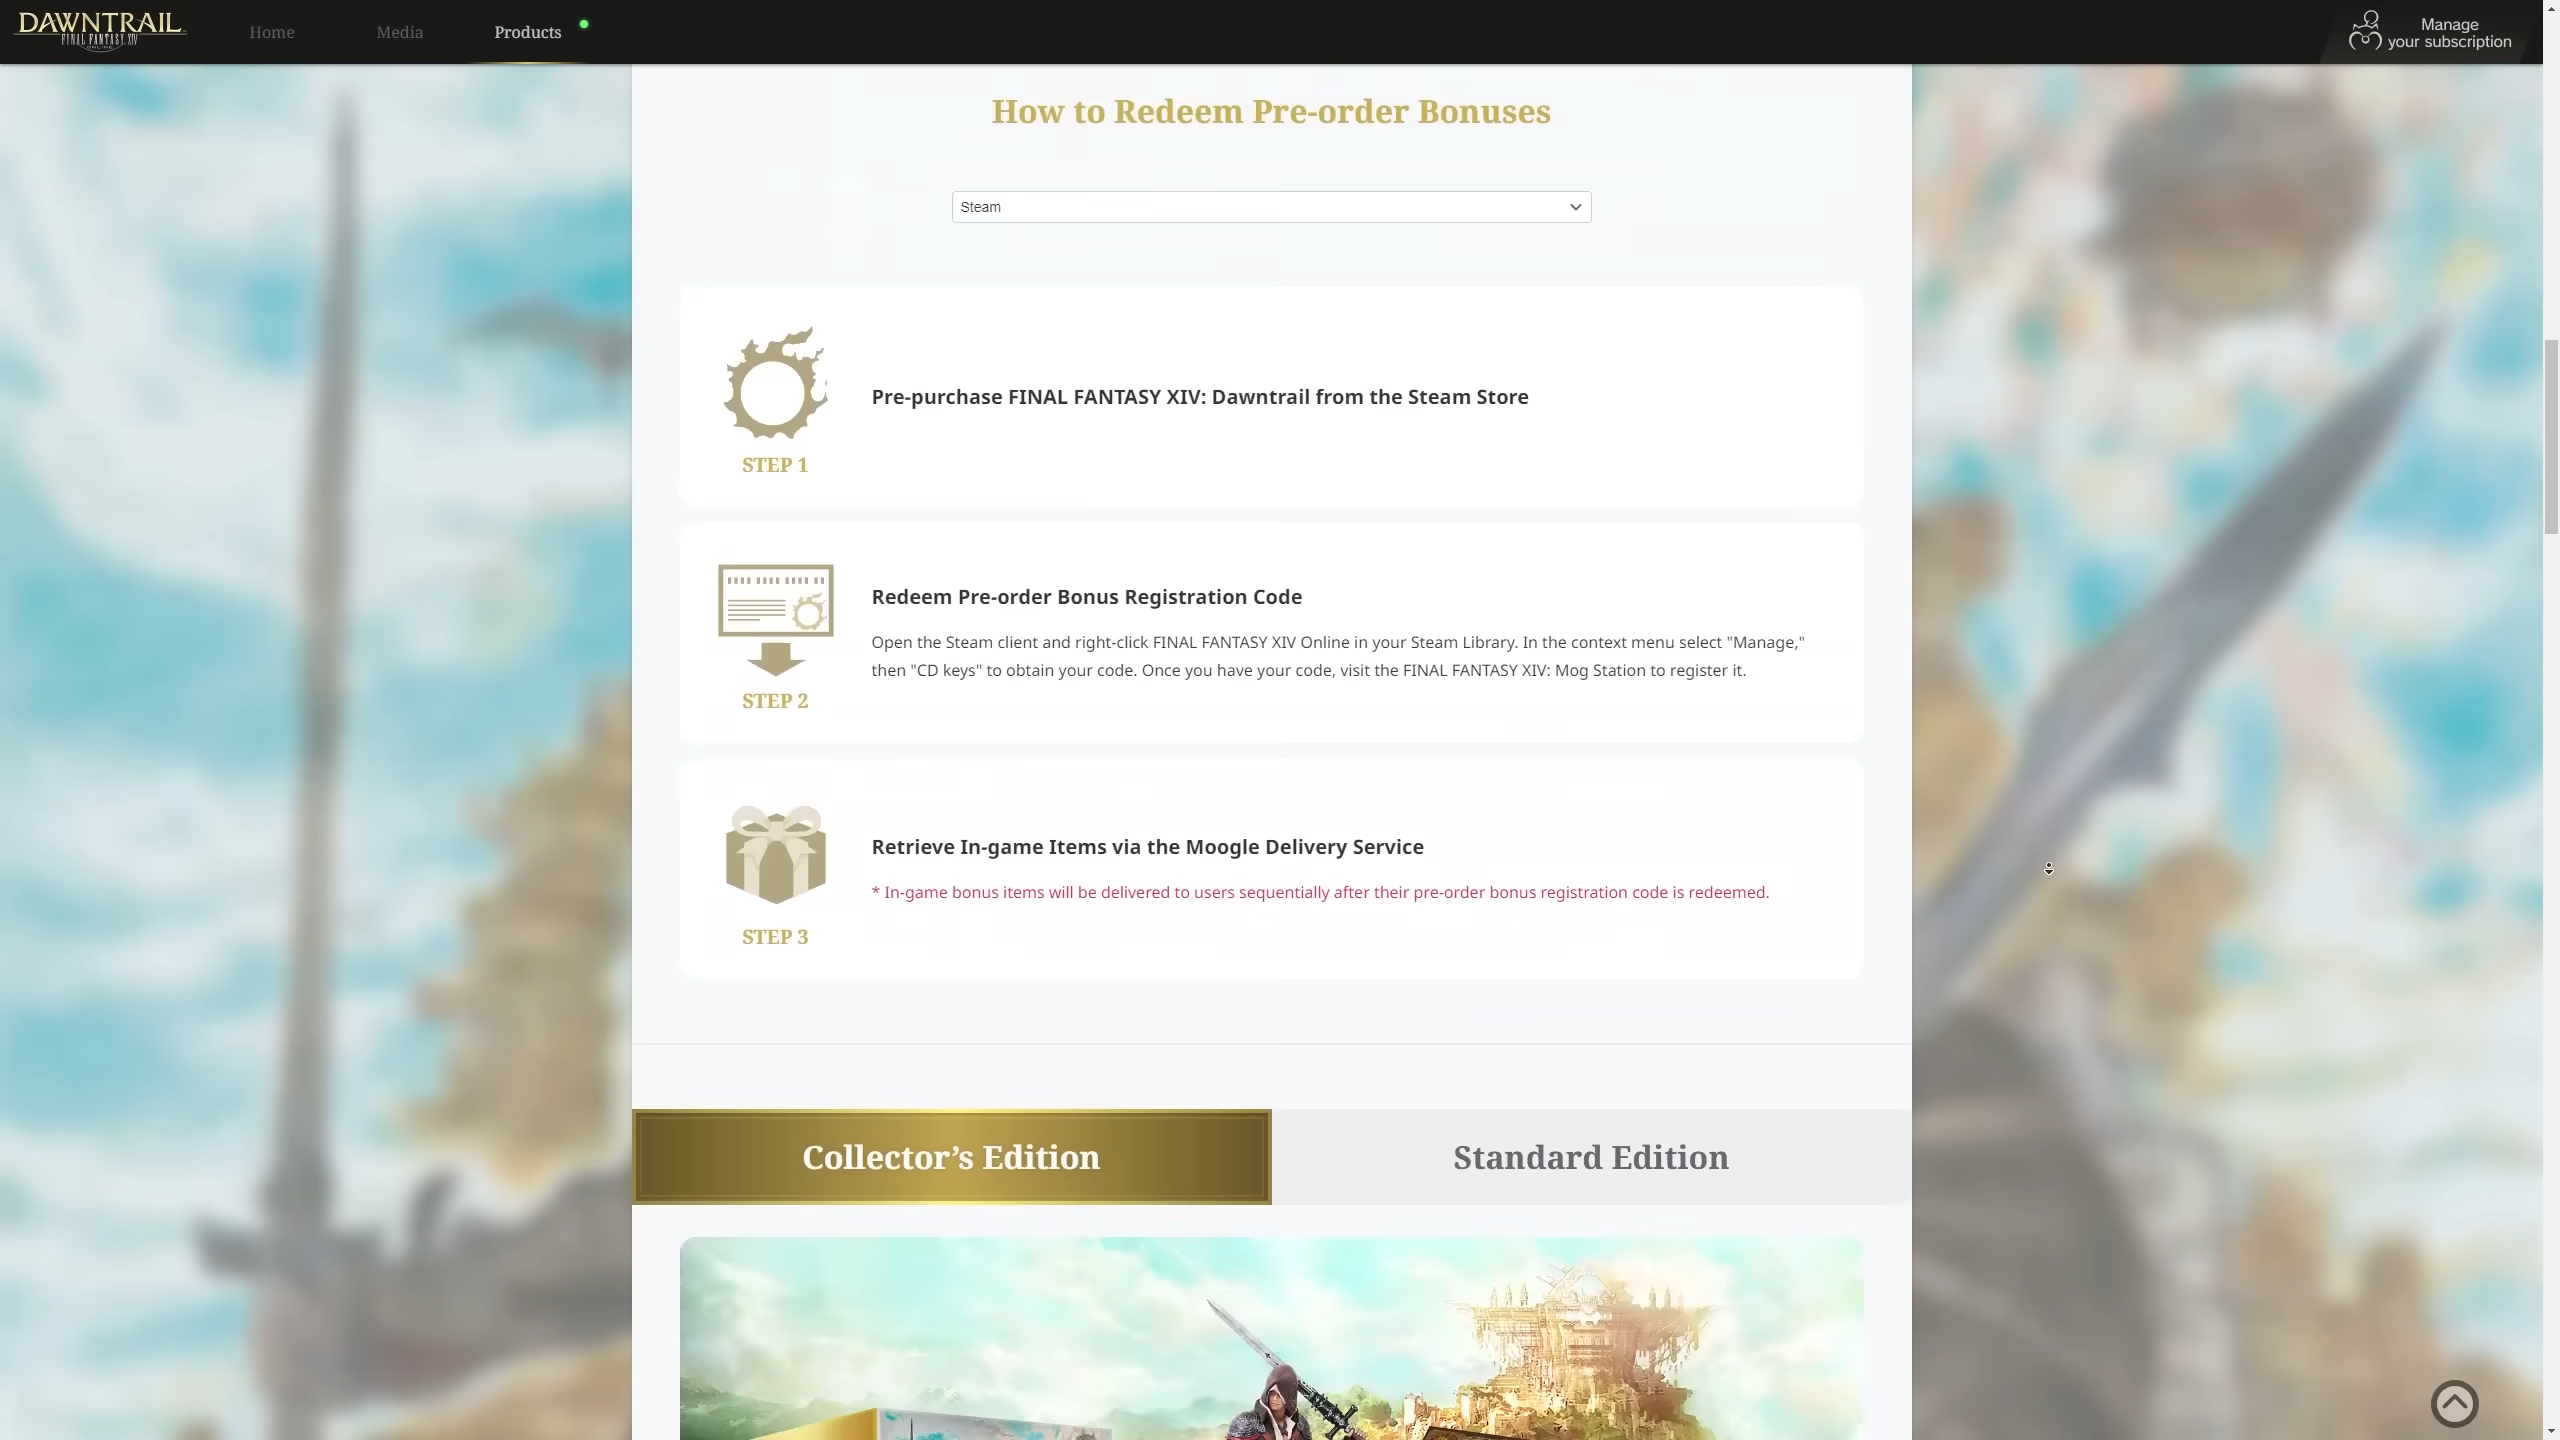 DAWNTRAIL
FINAL FANTASY XIV
ONLINE
Home
Media
Products
Manage
your subscription
How to Redeem Pre-order Bonuses
Steam
Pre-purchase FINAL FANTASY XIV: Dawntrail from the Steam Store
STEP 1
Redeem Pre-order Bonus Registration Code
Open the Steam client and right-click FINAL FANTASY XIV Online in your Steam Library. In the context menu select "Manage,"
then "CD keys" to obtain your code. Once you have your code, visit the FINAL FANTASY XIV: Mog Station to register it.
STEP 2
Retrieve In-game Items via the Moogle Delivery Service
* In-game bonus items will be delivered to users sequentially after their pre-order bonus registration code is redeemed.
STEP 3
Collector’s Edition
Standard Edition